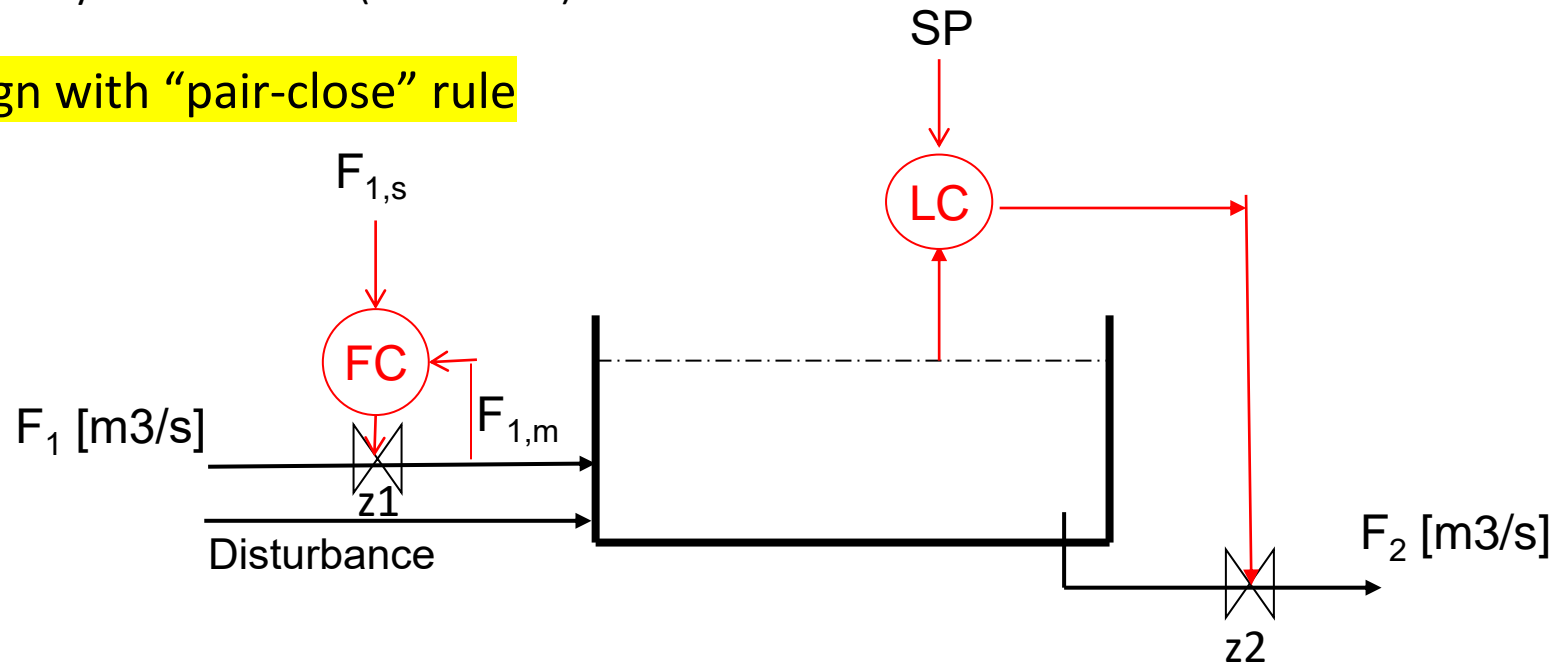 SP
gn with “pair-close” rule
F₁,ₛ
LC
FC
F₁ [m3/s]
F₁,ₘ
z1
Disturbance
F₂ [m3/s]
z2